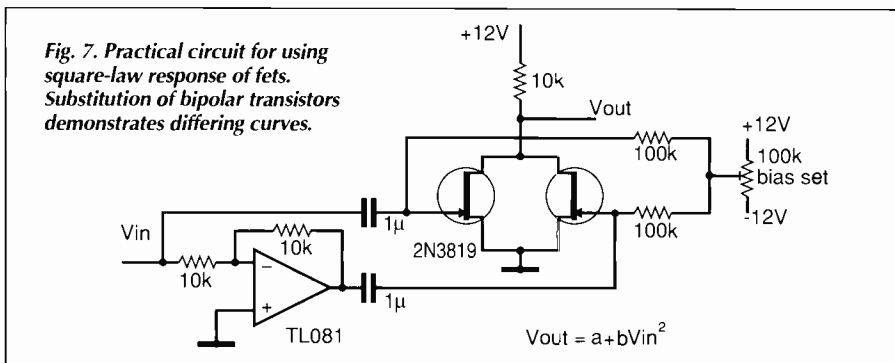 Fig. 7. Practical circuit for using
square-law response of fets.
Substitution of bipolar transistors
demonstrates differing curves.
+12V
10k
Vout
100k
+12V
100k
bias set
-12V
100k
1µ
2N3819
Vin
10k
10k
−
+
1µ
TL081
Vout = a+bVin²